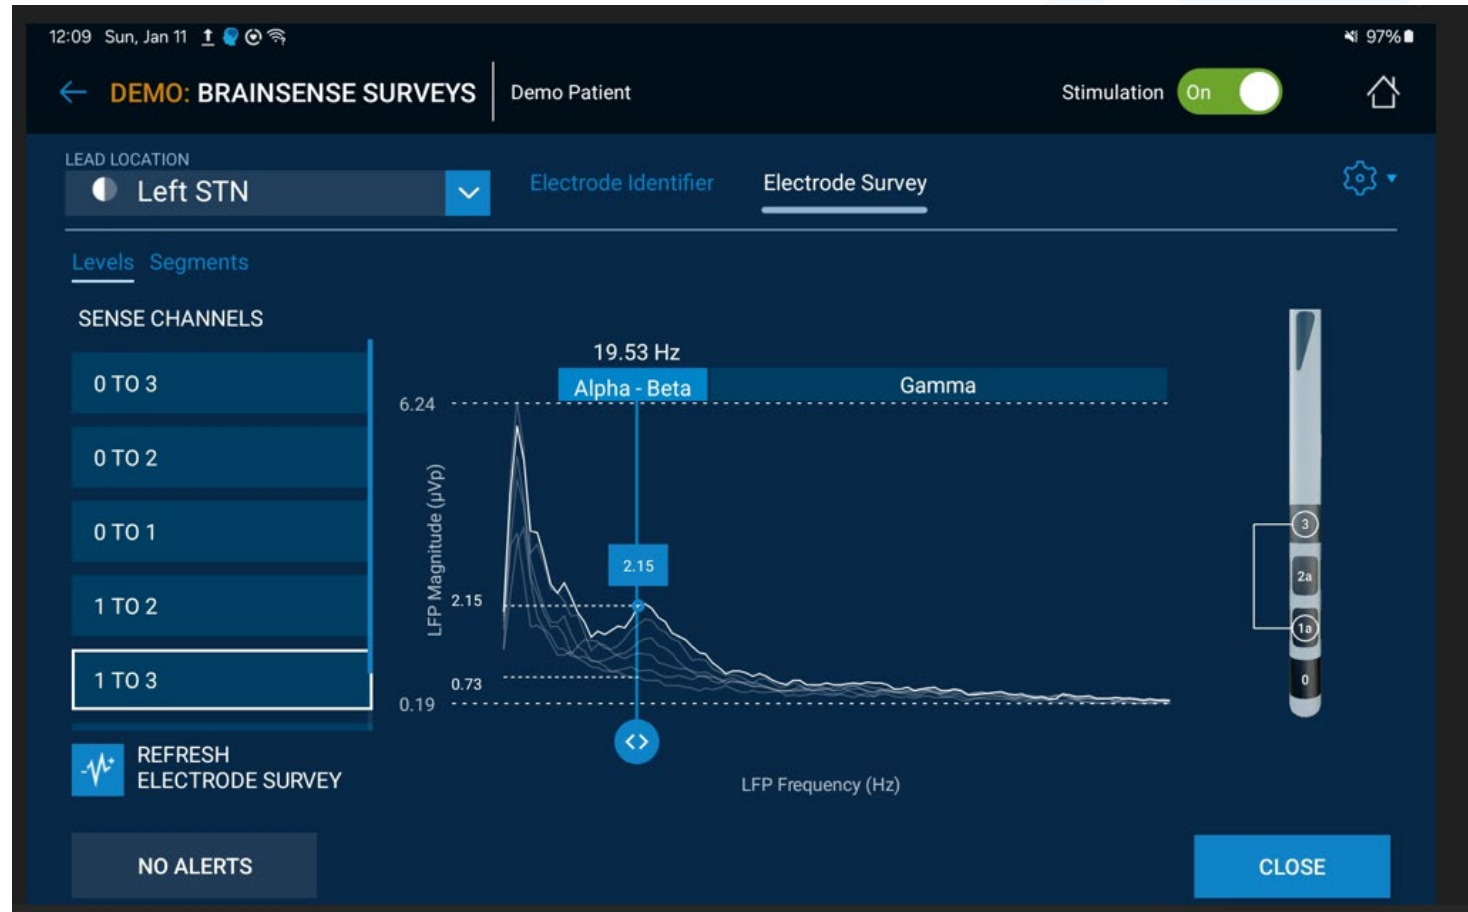 12:09 Sun, Jan 11
97%
DEMO: BRAINSENSE SURVEYS
Demo Patient
Stimulation
On
LEAD LOCATION
Left STN
Electrode Identifier
Electrode Survey
Levels
Segments
SENSE CHANNELS
0 TO 3
0 TO 2
0 TO 1
1 TO 2
1 TO 3
REFRESH
ELECTRODE SURVEY
19.53 Hz
Alpha - Beta
Gamma
6.24
LFP Magnitude (μVp)
2.15
2.15
0.73
0.19
LFP Frequency (Hz)
3
2a
1a
0
NO ALERTS
CLOSE